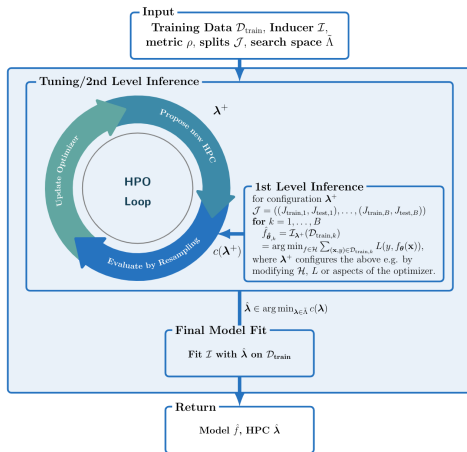 Input
Training Data 𝒟_train, Inducer ℐ,
metric ρ, splits 𝒥, search space Λ̃
Tuning/2nd Level Inference
Propose new HPC
λ⁺
Update Optimizer
HPO
Loop
Evaluate by Resampling
c(λ⁺)
1st Level Inference
for configuration λ⁺
𝒥 = ((J_train,1, J_test,1), . . . , (J_train,B, J_test,B))
for k = 1, . . . , B
f̂_θ̂,k = ℐ_λ⁺(𝒟_train,k)
= arg min_f∈ℋ ∑_(x,y)∈𝒟_train,k L(y, f_θ(x)),
where λ⁺ configures the above e.g. by
modifying ℋ, L or aspects of the optimizer.
λ̂ ∈ arg min_λ∈Λ̃ c(λ)
Final Model Fit
Fit ℐ with λ̂ on 𝒟_train
Return
Model f̂, HPC λ̂